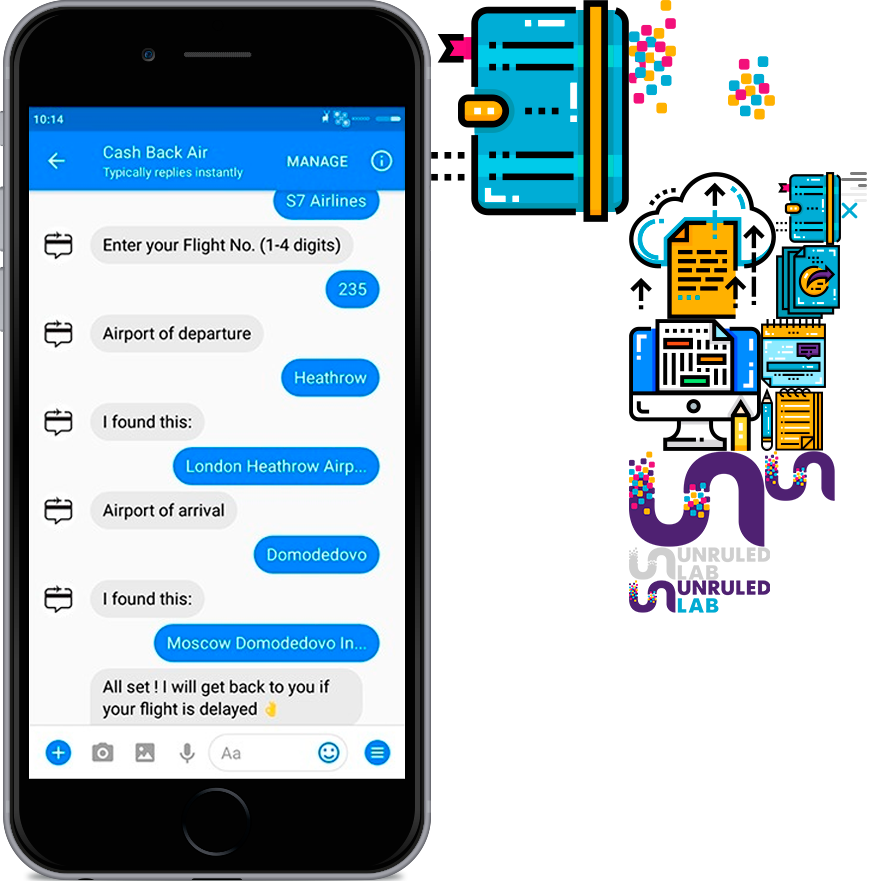 10:14
Cash Back Air
Typically replies instantly
MANAGE
S7 Airlines
Enter your Flight No. (1-4 digits)
235
Airport of departure
Heathrow
I found this:
London Heathrow Airp...
Airport of arrival
Domodedovo
I found this:
Moscow Domodedovo In...
All set ! I will get back to you if
your flight is delayed 👌
Aa
UNRULED
LAB
UNRULED
LAB